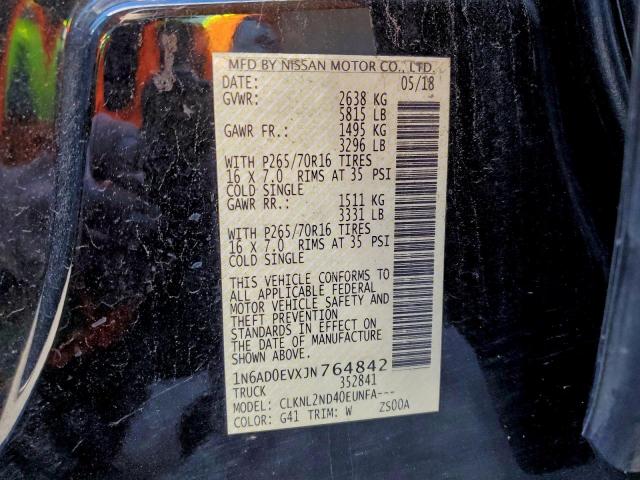 MFD BY NISSAN MOTOR CO., LTD.
DATE: 05/18
GVWR: 2638 KG
5815 LB
GAWR FR.: 1495 KG
3296 LB
WITH P265/70R16 TIRES
16 X 7.0 RIMS AT 35 PSI
COLD SINGLE
GAWR RR.: 1511 KG
3331 LB
WITH P265/70R16 TIRES
16 X 7.0 RIMS AT 35 PSI
COLD SINGLE
THIS VEHICLE CONFORMS TO
ALL APPLICABLE FEDERAL
MOTOR VEHICLE SAFETY AND
THEFT PREVENTION
STANDARDS IN EFFECT ON
THE DATE OF MANUFACTURE
SHOWN ABOVE.
1N6AD0EVXJN764842
TRUCK 352841
MODEL: CLKNL2ND40EUNFA---
COLOR: G41 TRIM: W ZS00A